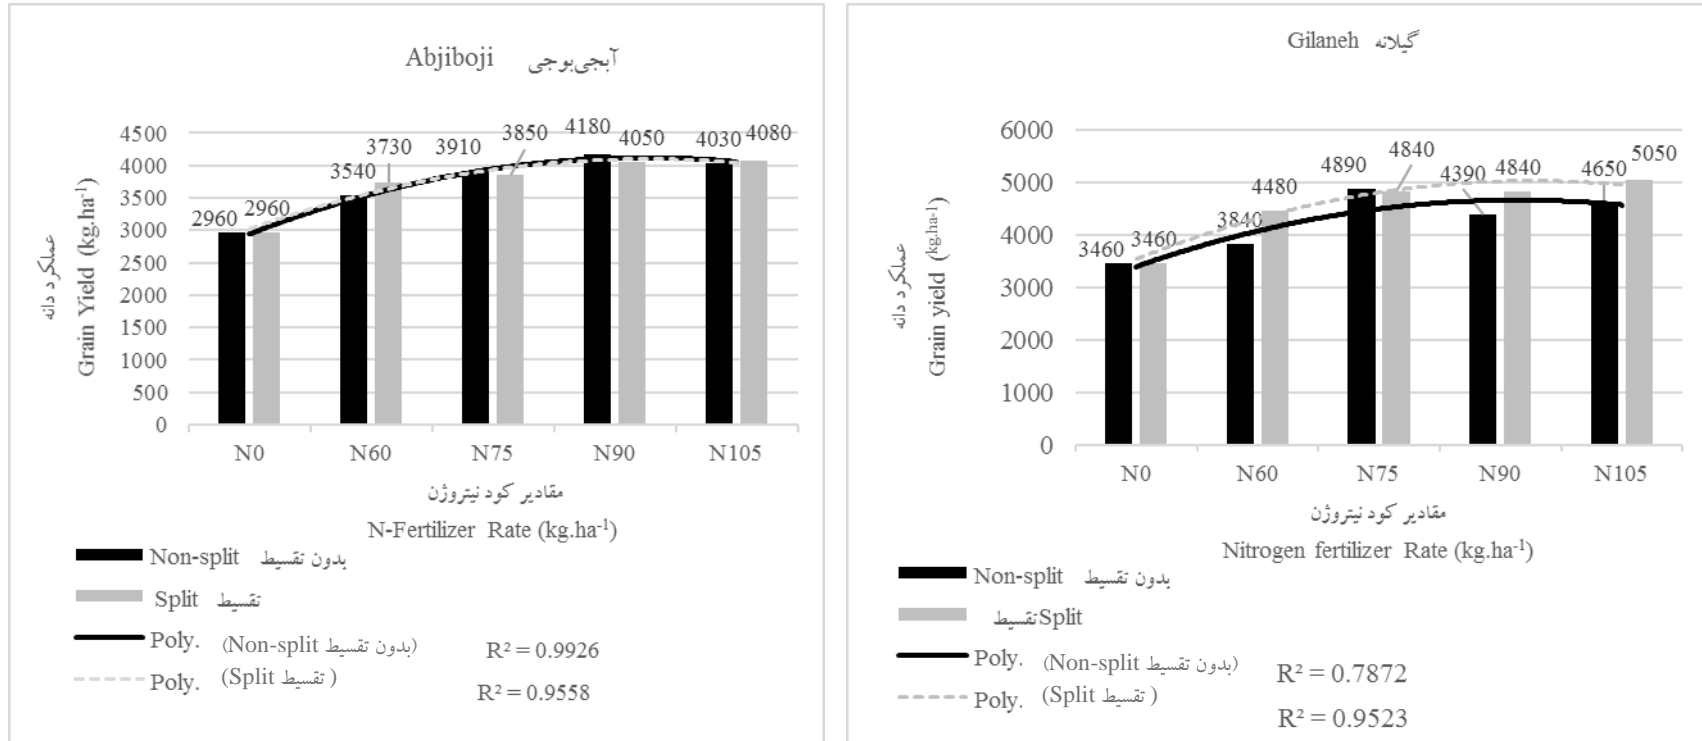 Abjiboji آبجی‌بوجی
4500
4000
3500
3000
2500
2000
1500
1000
500
0
2960
2960
3540
3730
3910
3850
4180
4050
4030
4080
عملکرد دانه
Grain Yield (kg.ha⁻¹)
N0 N60 N75 N90 N105
مقادیر کود نیتروژن
N-Fertilizer Rate (kg.ha⁻¹)
Non-split بدون تقسیط
Split تقسیط
Poly. (Non-split بدون تقسیط) R² = 0.9926
Poly. (Split تقسیط ) R² = 0.9558
Gilaneh گیلانه
6000
5000
4000
3000
2000
1000
0
3460
3460
3840
4480
4890
4840
4390
4840
4650
5050
عملکرد دانه
Grain yield (kg.ha⁻¹)
N0 N60 N75 N90 N105
مقادیر کود نیتروژن
Nitrogen fertilizer Rate (kg.ha⁻¹)
Non-split بدون تقسیط
تقسیط Split
Poly. (Non-split بدون تقسیط) R² = 0.7872
Poly. (Split تقسیط )
R² = 0.9523